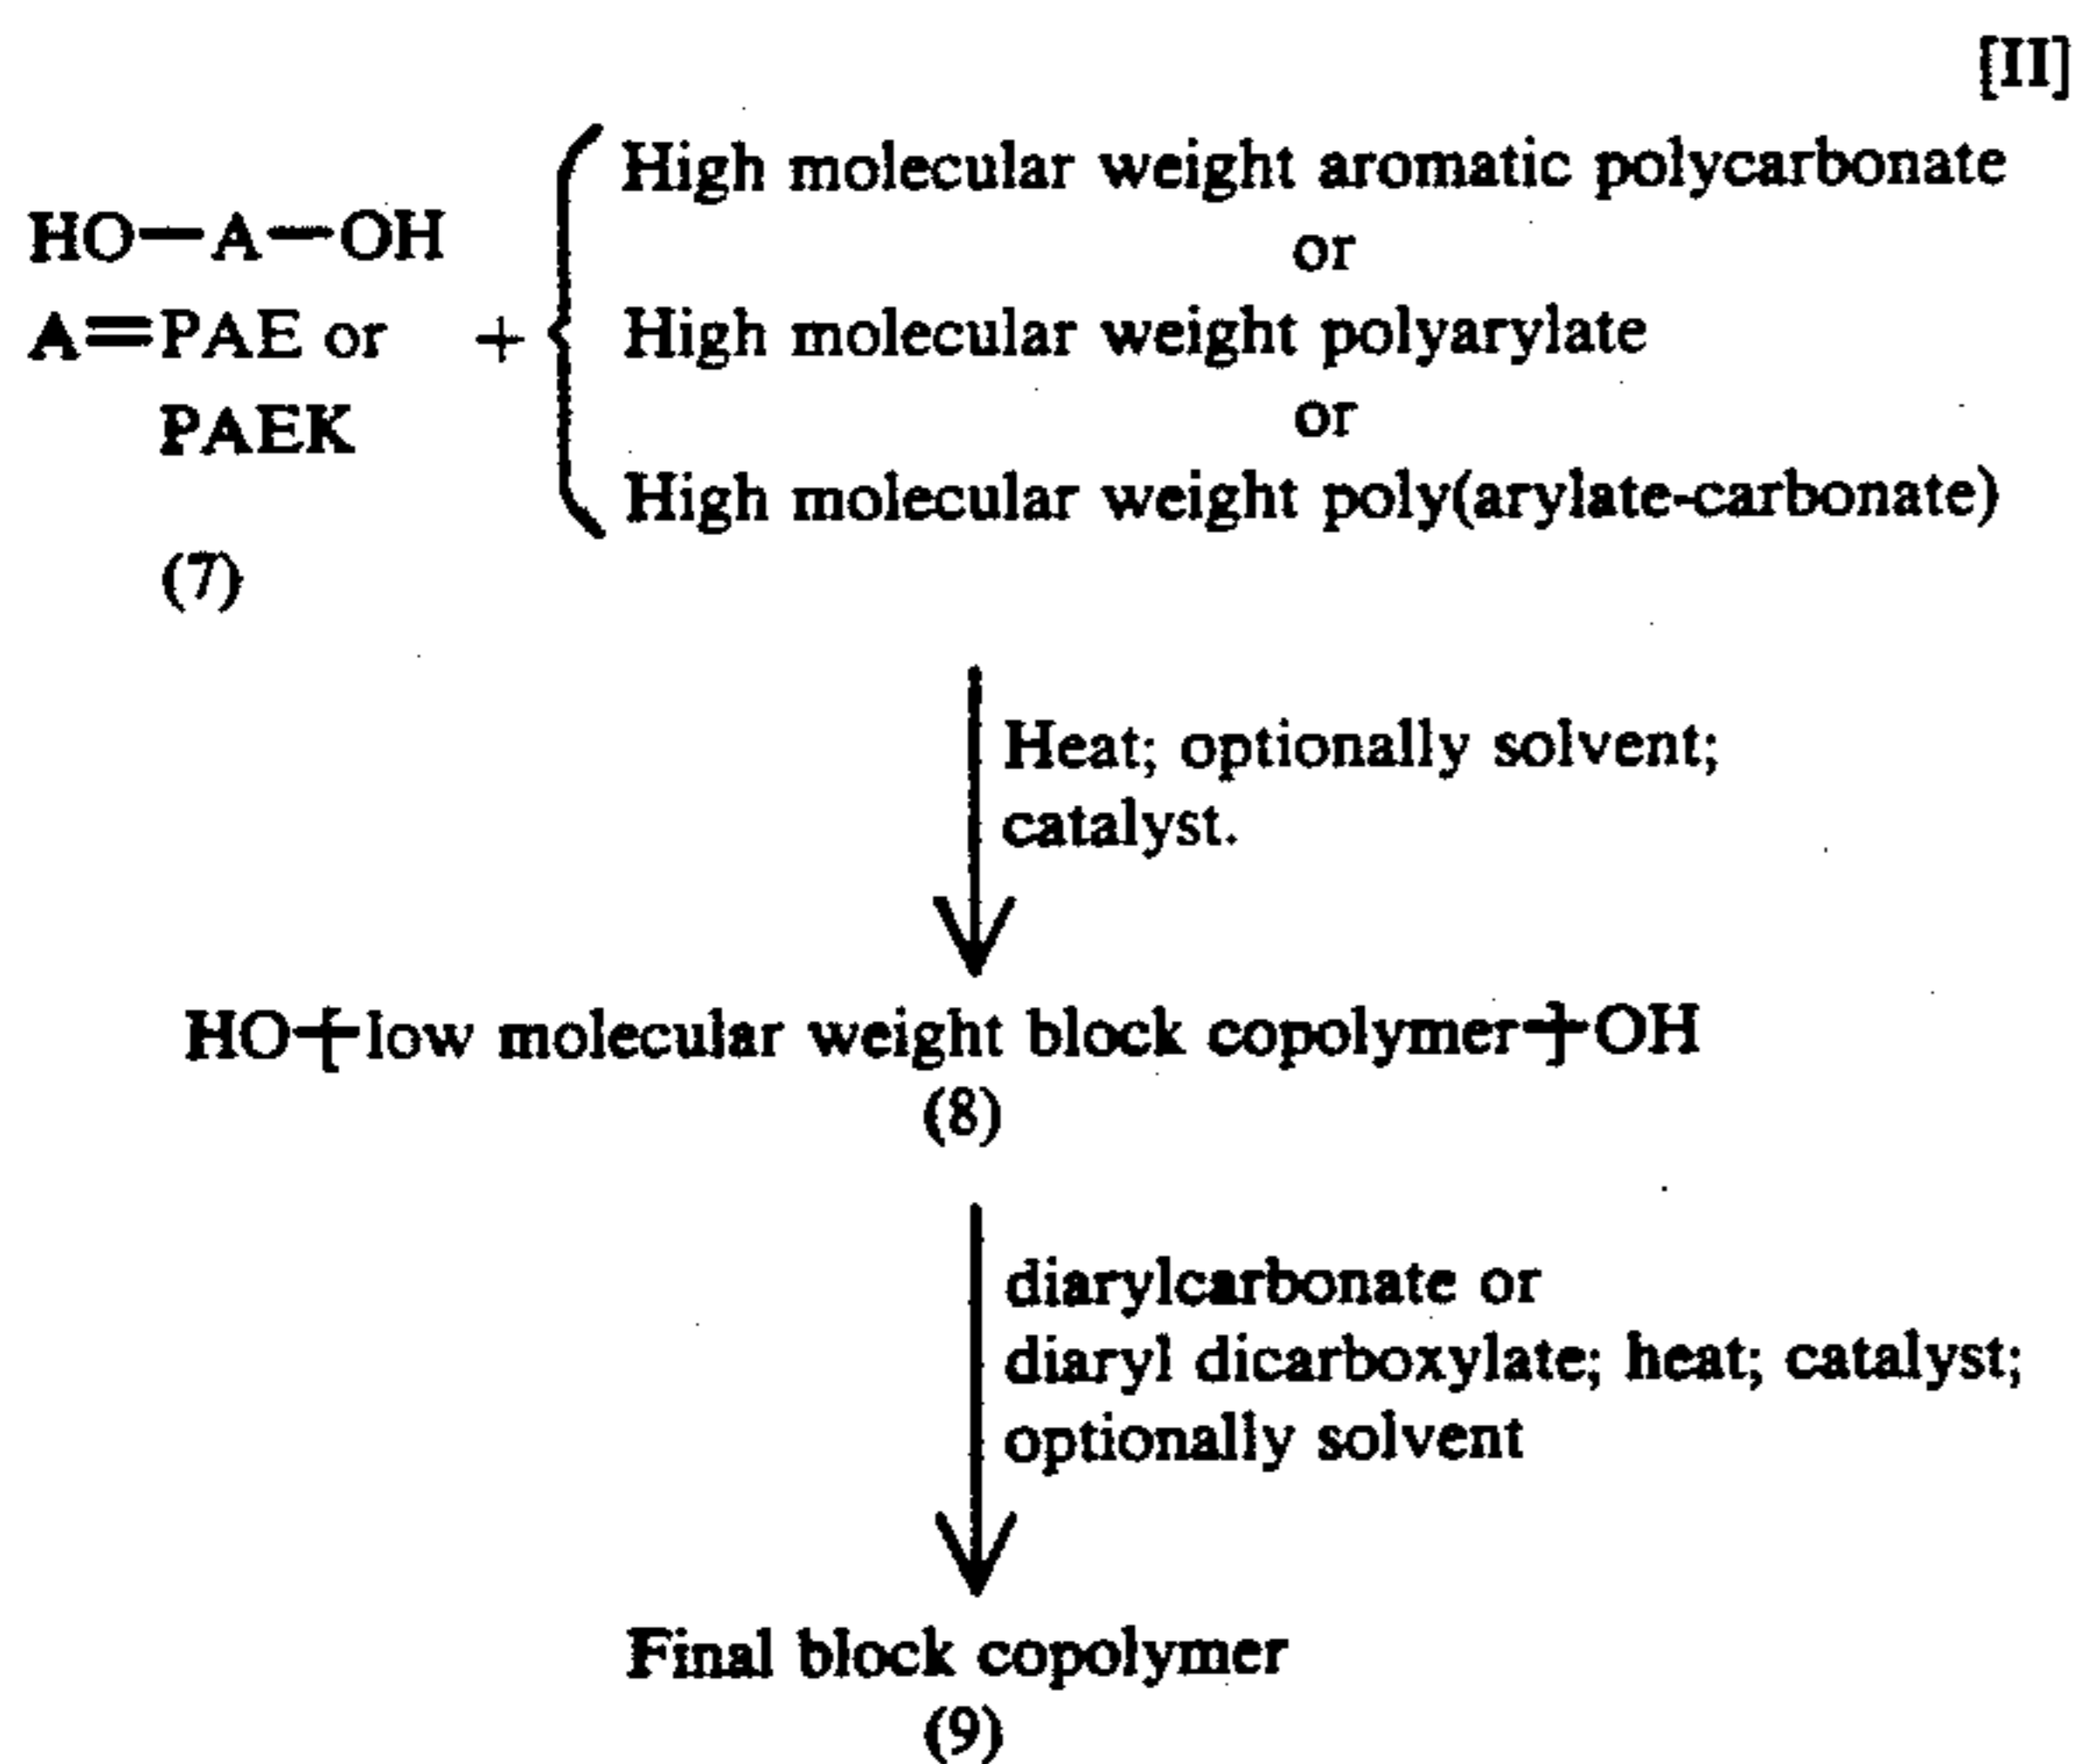 [II]
HO—A—OH
A=PAE or
PAEK
(7)
+
High molecular weight aromatic polycarbonate
or
High molecular weight polyarylate
or
High molecular weight poly(arylate-carbonate)
Heat; optionally solvent;
catalyst.
HO-(-low molecular weight block copolymer-)-OH
(8)
diarylcarbonate or
diaryl dicarboxylate; heat; catalyst;
optionally solvent
Final block copolymer
(9)